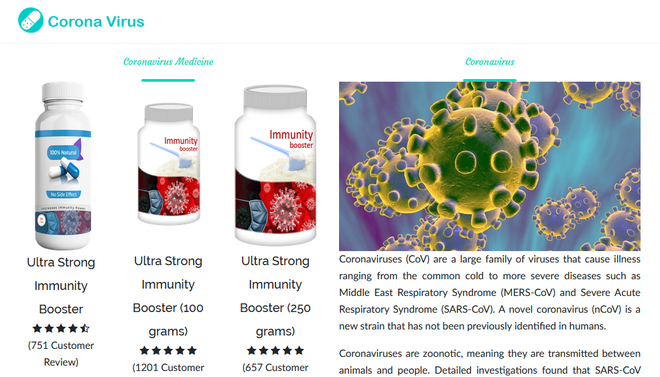 Corona Virus
Coronavirus Medicine
Coronavirus
100% Natural
No Side Effect
Increases Immunity Power
Immunity
booster
Immunity
booster
Ultra Strong
Immunity
Booster
(751 Customer
Review)
Ultra Strong
Immunity
Booster (100
grams)
(1201 Customer
Ultra Strong
Immunity
Booster (250
grams)
(657 Customer
Coronaviruses (CoV) are a large family of viruses that cause illness
ranging from the common cold to more severe diseases such as
Middle East Respiratory Syndrome (MERS-CoV) and Severe Acute
Respiratory Syndrome (SARS-CoV). A novel coronavirus (nCoV) is a
new strain that has not been previously identified in humans.
Coronaviruses are zoonotic, meaning they are transmitted between
animals and people. Detailed investigations found that SARS-CoV